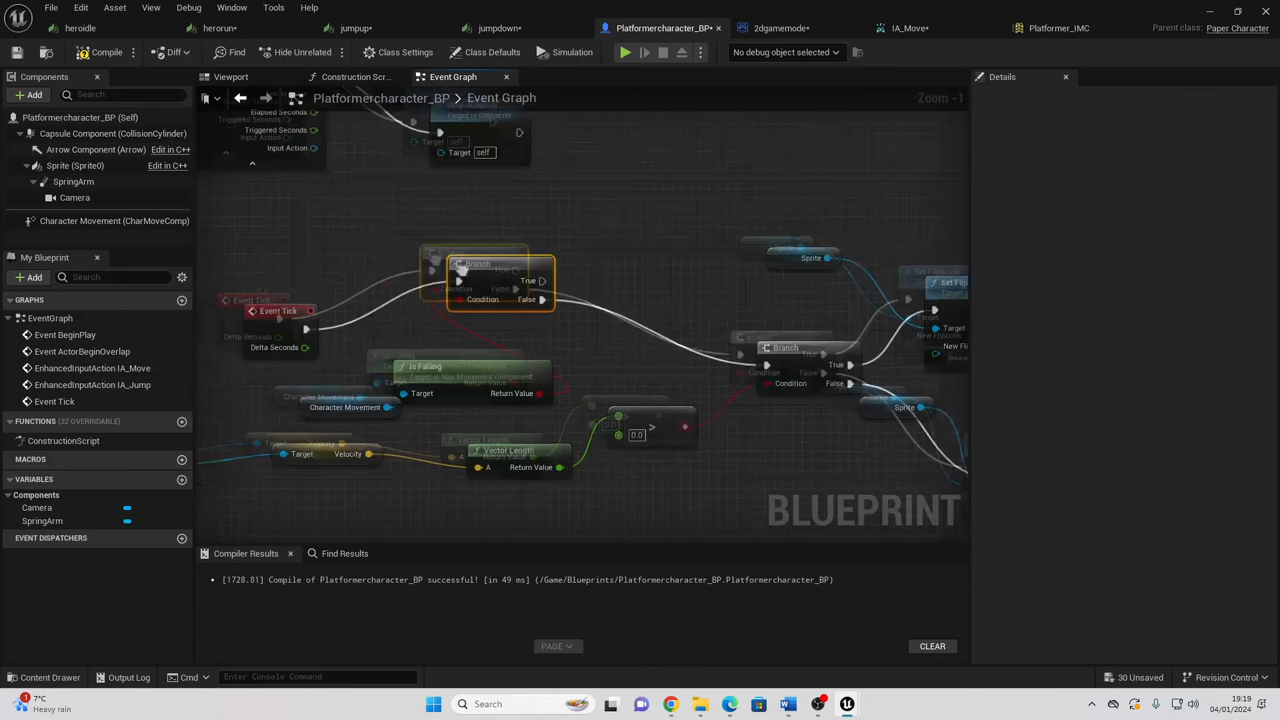 File Edit Asset View Debug Window Tools Help
heroidle
herorun•
jumpup•
jumpdown•
Platformercharacter_BP•
2dgamemode•
IA_Move•
Platformer_IMC
Parent class: Paper Character
Compile
Diff
Find
Hide Unrelated
Class Settings
Class Defaults
Simulation
No debug object selected
Components
Viewport
Construction Scr...
Event Graph
Details
Add
Search
Platformercharacter_BP > Event Graph
Zoom -1
Platformercharacter_BP (Self)
Capsule Component (CollisionCylinder)
Arrow Component (Arrow) Edit in C++
Sprite (Sprite0) Edit in C++
SpringArm
Camera
Character Movement (CharMoveComp)
My Blueprint
Add
Search
GRAPHS
EventGraph
Event BeginPlay
Event ActorBeginOverlap
EnhancedInputAction IA_Move
EnhancedInputAction IA_Jump
Event Tick
FUNCTIONS (32 OVERRIDABLE)
ConstructionScript
MACROS
VARIABLES
Components
Camera
SpringArm
EVENT DISPATCHERS
Elapsed Seconds
Triggered Seconds
Input Action
Target is Character
Target self
Event Tick
Delta Seconds
Branch
True
Condition False
Is Falling
Target Return Value
Character Movement
Target Velocity
Vector Length
A Return Value
0.0 >
Sprite
Branch
True
Condition False
Sprite
Set Flip
Target
New Fli
BLUEPRINT
Compiler Results
Find Results
• [1728.81] Compile of Platformercharacter_BP successful! [in 49 ms] (/Game/Blueprints/Platformercharacter_BP.Platformercharacter_BP)
PAGE
CLEAR
Content Drawer
Output Log
Cmd
Enter Console Command
30 Unsaved
Revision Control
7°C
Heavy rain
Search
19:19
04/01/2024